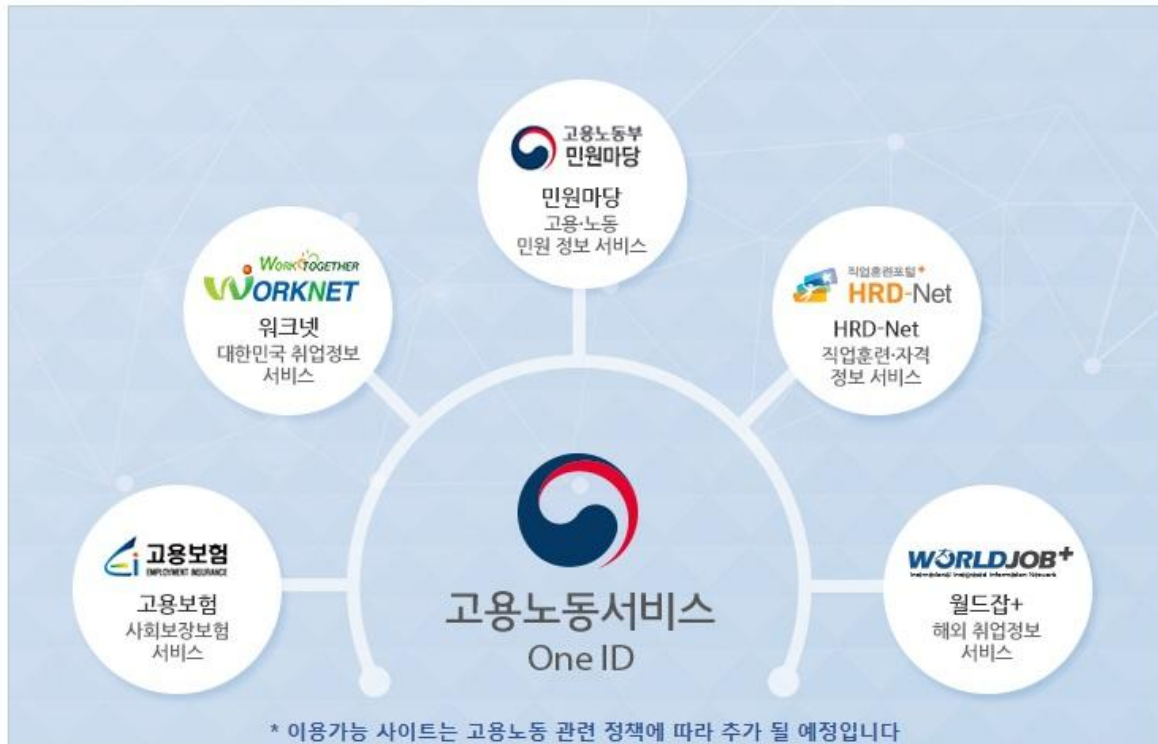 고용노동부
민원마당
민원마당
고용·노동
민원 정보 서비스
WORK TOGETHER
WORKNET
워크넷
대한민국 취업정보
서비스
직업훈련포털+
HRD-Net
HRD-Net
직업훈련·자격
정보 서비스
Ei 고용보험
EMPLOYMENT INSURANCE
고용보험
사회보장보험
서비스
고용노동서비스
One ID
WORLDJOB+
월드잡+
해외 취업정보
서비스
* 이용가능 사이트는 고용노동 관련 정책에 따라 추가 될 예정입니다